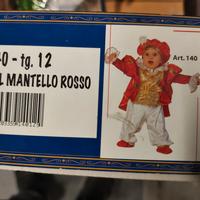 0 - tg. 12
L MANTELLO ROSSO
Art. 140